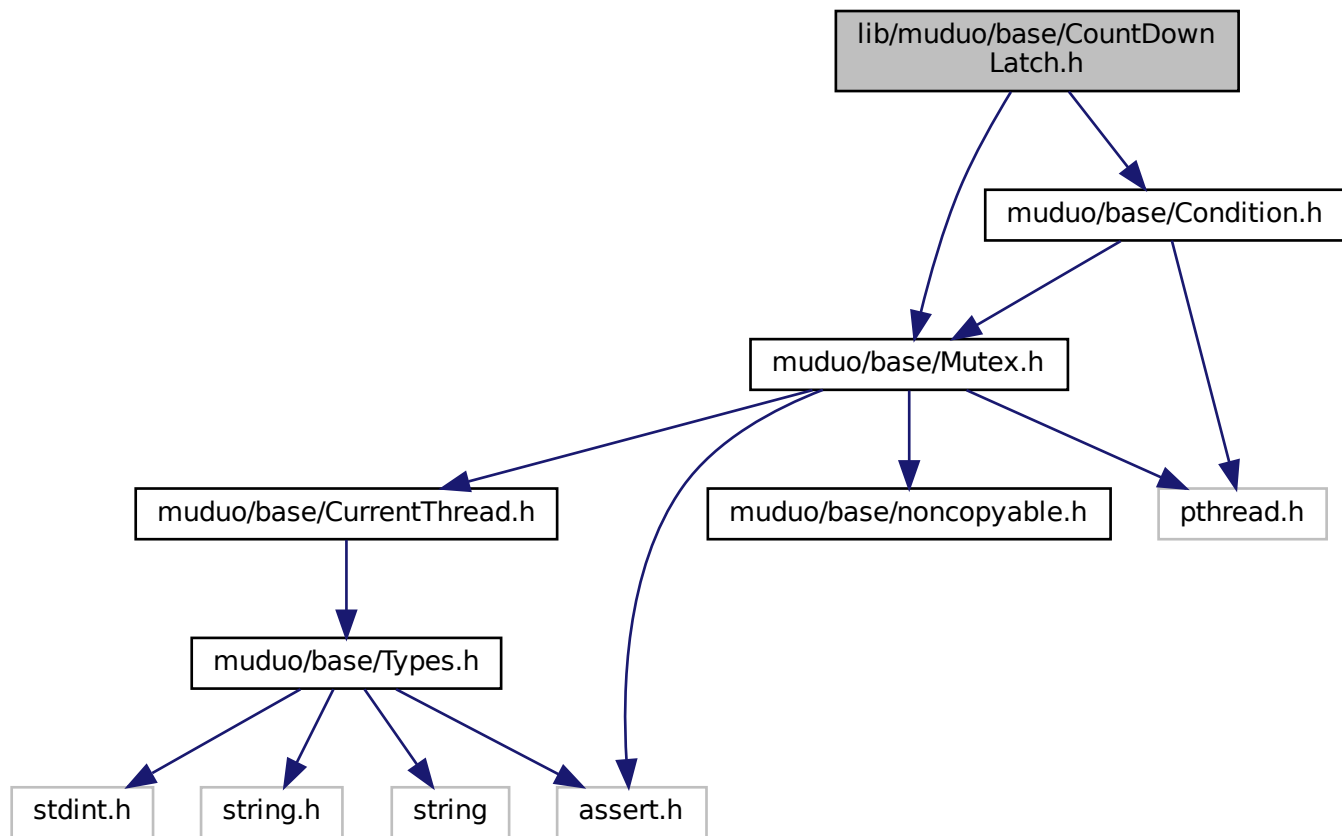 lib/muduo/base/CountDown
Latch.h
muduo/base/Condition.h
muduo/base/Mutex.h
muduo/base/CurrentThread.h
muduo/base/noncopyable.h
pthread.h
muduo/base/Types.h
stdint.h
string.h
string
assert.h